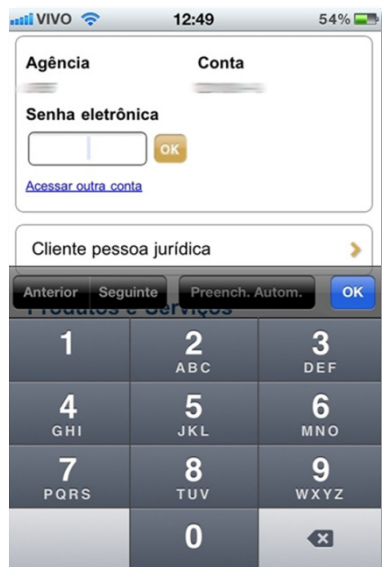 VIVO 12:49 54%
Agência Conta
Senha eletrônica
OK
Acessar outra conta
Cliente pessoa jurídica
Anterior Seguinte Preench. Autom. OK
Produtos e Serviços
1 2 3
ABC DEF
4 5 6
GHI JKL MNO
7 8 9
PQRS TUV WXYZ
0